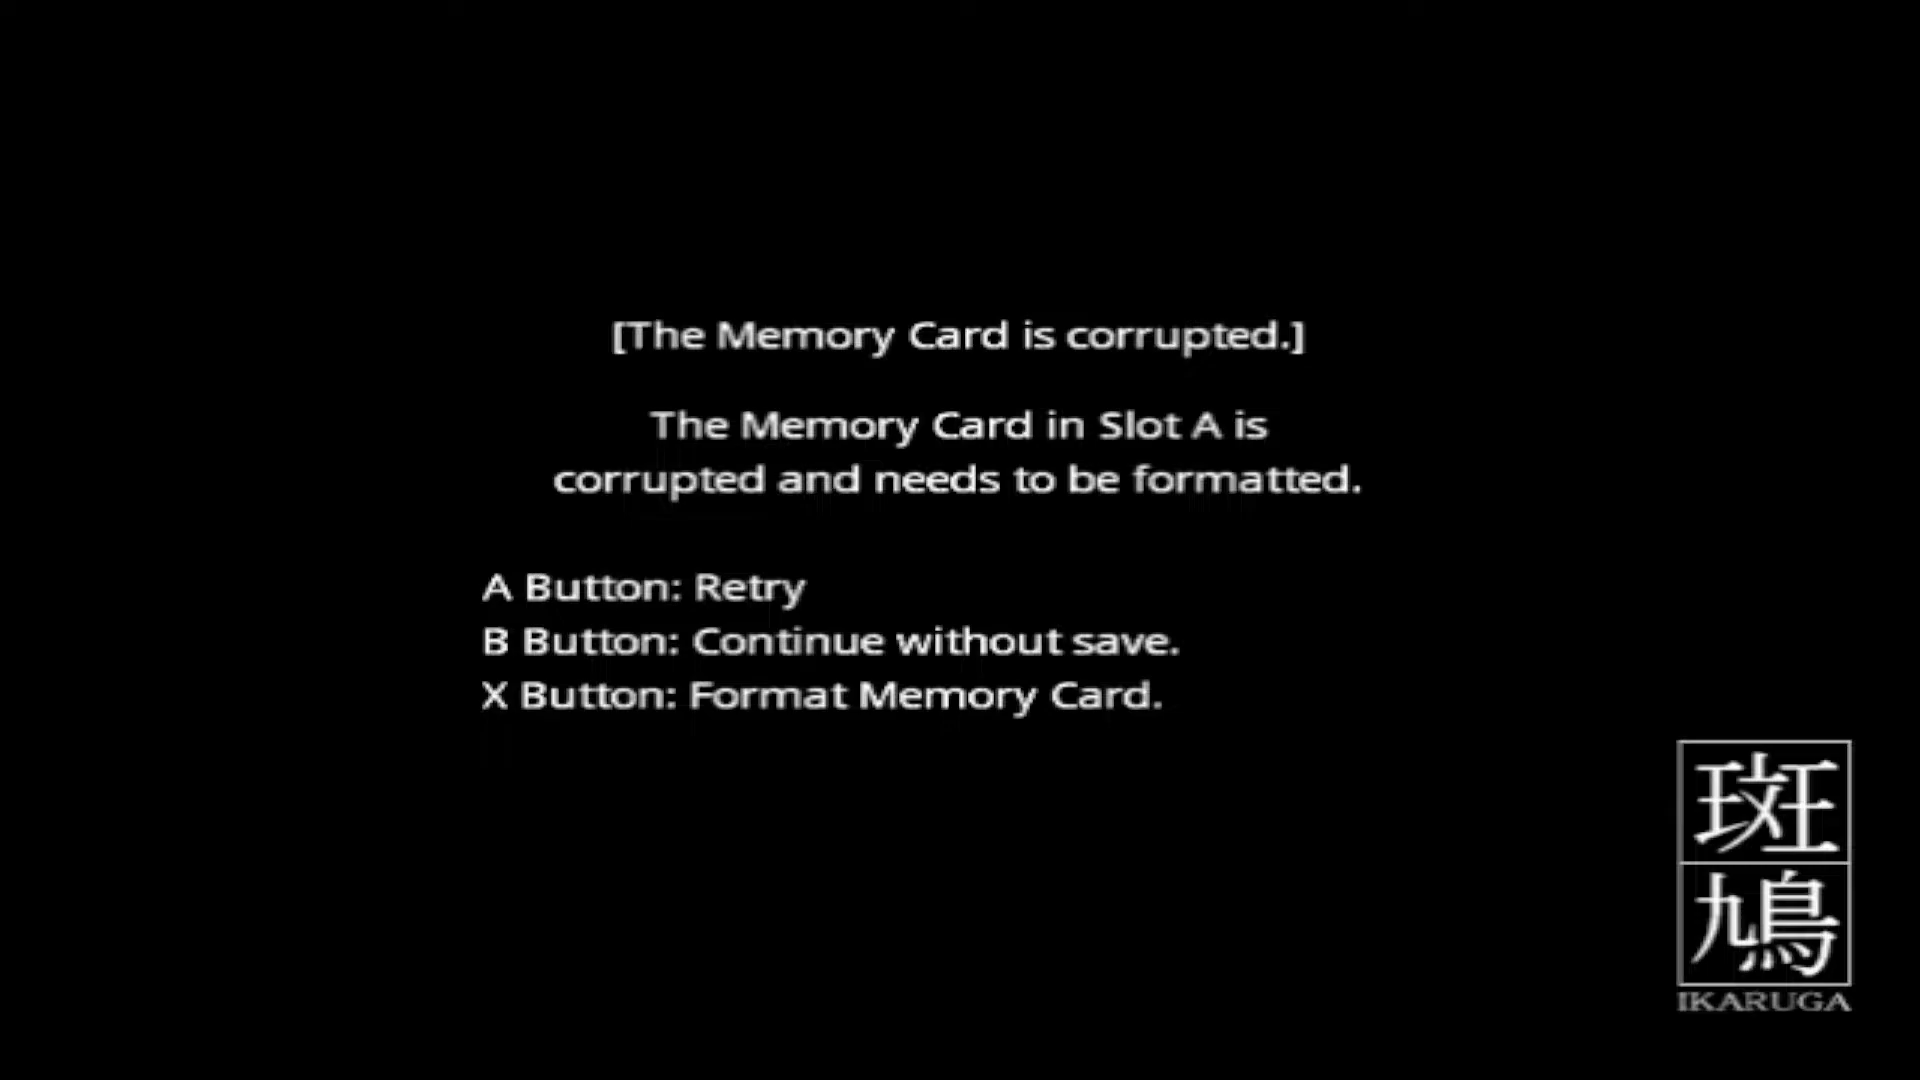 [The Memory Card is corrupted.]
The Memory Card in Slot A is
corrupted and needs to be formatted.
A Button: Retry
B Button: Continue without save.
X Button: Format Memory Card.
斑
鳩
IKARUGA